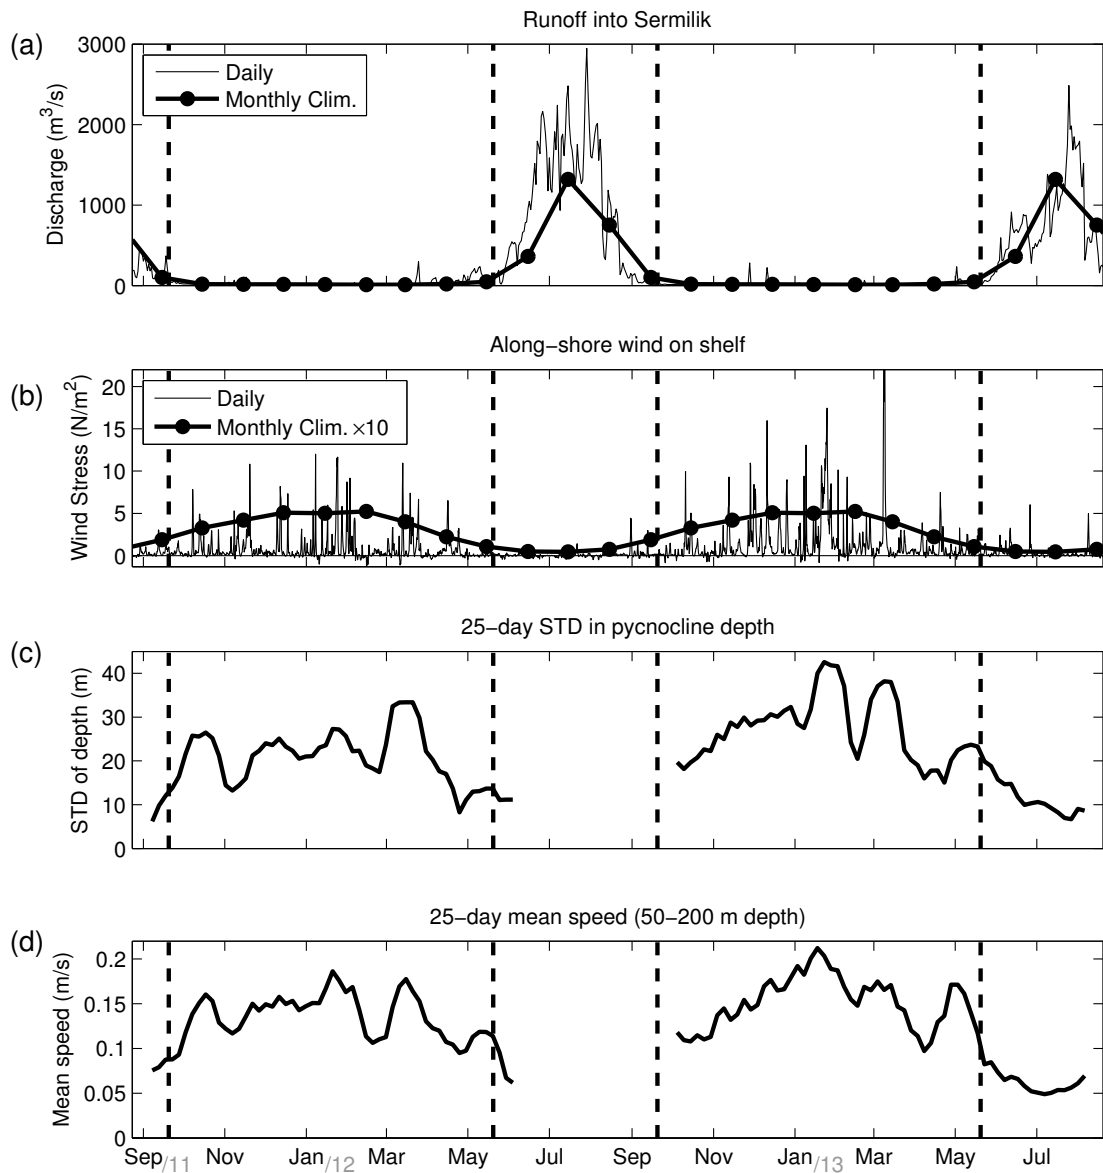 Runoff into Sermilik
(a)
3000
2000
1000
0
Discharge (m³/s)
Daily
Monthly Clim.
Along−shore wind on shelf
(b)
20
15
10
5
0
Wind Stress (N/m²)
Daily
Monthly Clim. ×10
25−day STD in pycnocline depth
(c)
40
30
20
10
0
STD of depth (m)
25−day mean speed (50−200 m depth)
(d)
0.2
0.15
0.1
0.05
0
Mean speed (m/s)
Sep/11 Nov Jan/12 Mar May Jul Sep Nov Jan/13 Mar May Jul